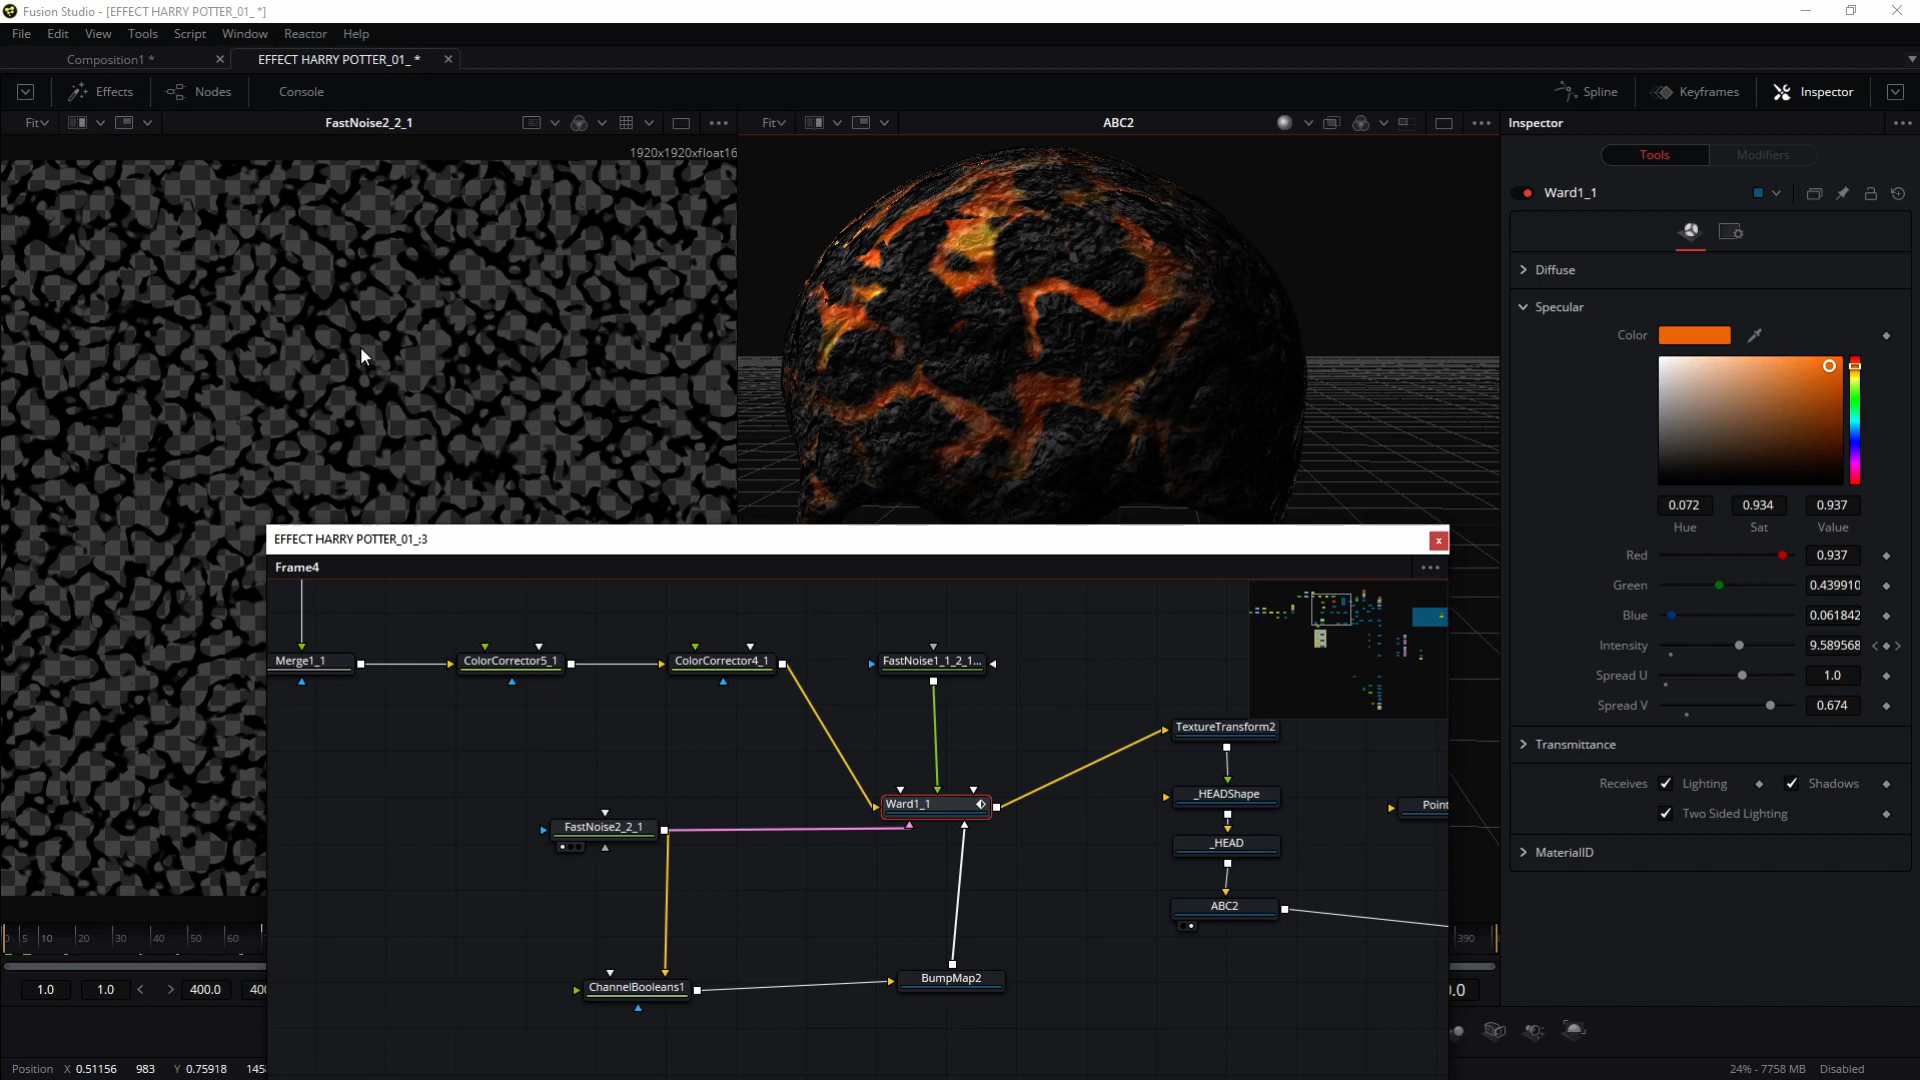 Fusion Studio - [EFFECT HARRY POTTER_01_ *]
File Edit View Tools Script Window Reactor Help
Composition1 * EFFECT HARRY POTTER_01_ *
Effects Nodes Console Spline Keyframes Inspector
Fit FastNoise2_2_1 Fit ABC2 Inspector
1920x1920xfloat16
Tools Modifiers
Ward1_1
Diffuse
Specular
Color
0.072 0.934 0.937
Hue Sat Value
Red 0.937
Green 0.439910
Blue 0.061842
Intensity 9.589568
Spread U 1.0
Spread V 0.674
Transmittance
Receives Lighting Shadows
Two Sided Lighting
MaterialID
EFFECT HARRY POTTER_01_:3
x
Frame4
Merge1_1 ColorCorrector5_1 ColorCorrector4_1 FastNoise1_1_2_1...
TextureTransform2
_HEADShape
Ward1_1 Point
FastNoise2_2_1
_HEAD
ABC2
BumpMap2
ChannelBooleans1
5 10 20 30 40 50 60 390
1.0 1.0 400.0 400 .0
Position X 0.51156 983 Y 0.75918 145
24% - 7758 MB Disabled